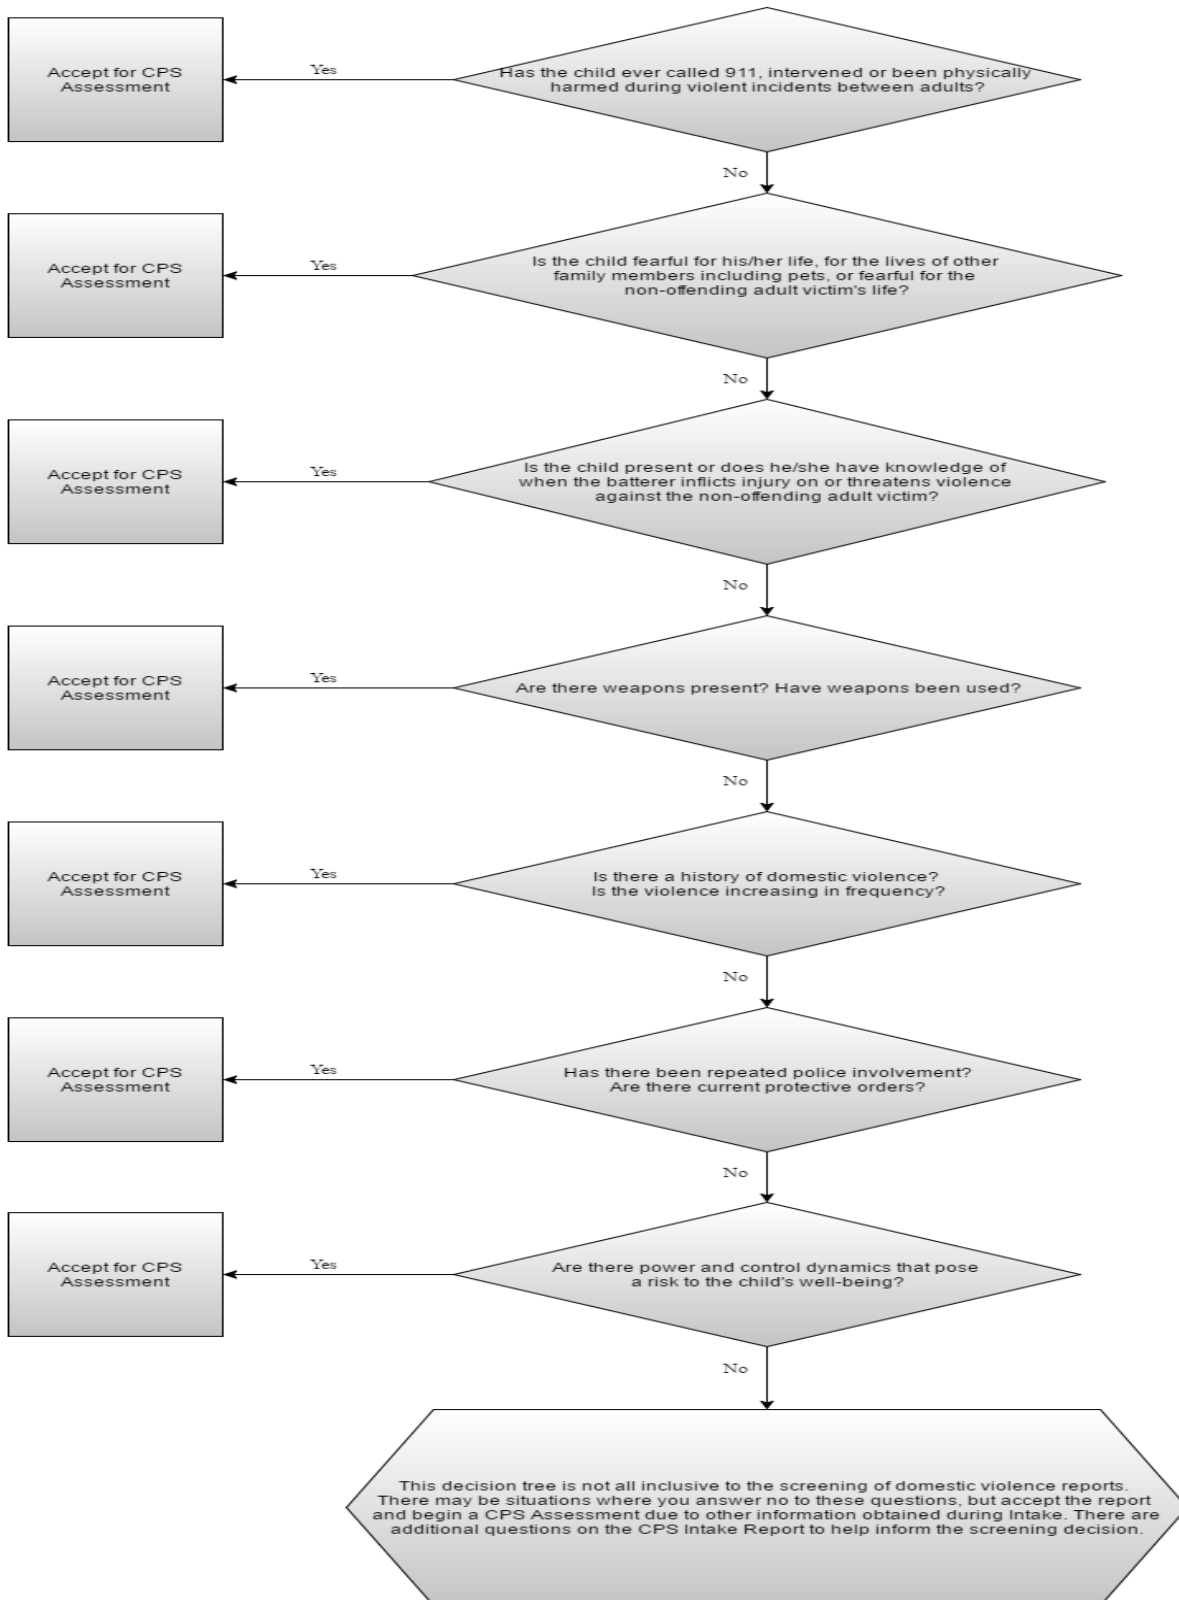 Accept for CPS
Assessment
Yes
Has the child ever called 911, intervened or been physically
harmed during violent incidents between adults?
No
Accept for CPS
Assessment
Yes
Is the child fearful for his/her life, for the lives of other
family members including pets, or fearful for the
non-offending adult victim's life?
No
Accept for CPS
Assessment
Yes
Is the child present or does he/she have knowledge of
when the batterer inflicts injury on or threatens violence
against the non-offending adult victim?
No
Accept for CPS
Assessment
Yes
Are there weapons present? Have weapons been used?
No
Accept for CPS
Assessment
Yes
Is there a history of domestic violence?
Is the violence increasing in frequency?
No
Accept for CPS
Assessment
Yes
Has there been repeated police involvement?
Are there current protective orders?
No
Accept for CPS
Assessment
Yes
Are there power and control dynamics that pose
a risk to the child's well-being?
No
This decision tree is not all inclusive to the screening of domestic violence reports.
There may be situations where you answer no to these questions, but accept the report
and begin a CPS Assessment due to other information obtained during Intake. There are
additional questions on the CPS Intake Report to help inform the screening decision.